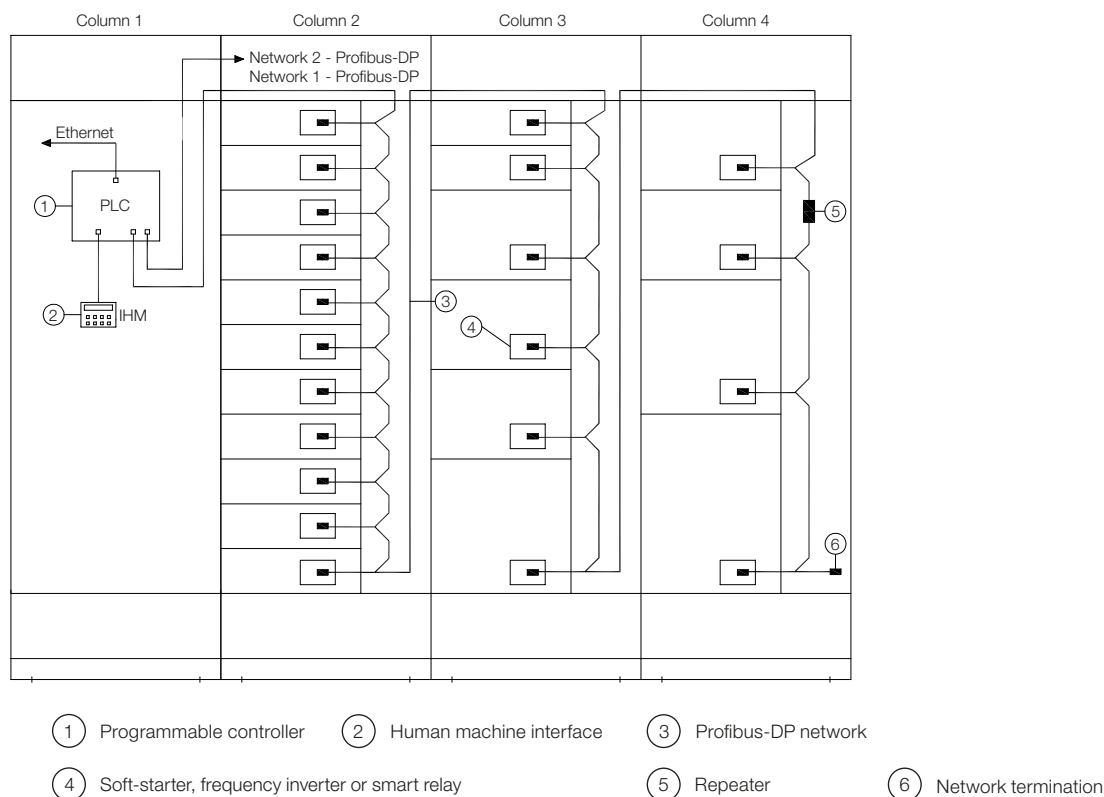 Column 1 Column 2 Column 3 Column 4
Network 2 - Profibus-DP
Network 1 - Profibus-DP
Ethernet
1 PLC 5
2 IHM 3
4
6
1 Programmable controller 2 Human machine interface 3 Profibus-DP network
4 Soft-starter, frequency inverter or smart relay 5 Repeater 6 Network termination